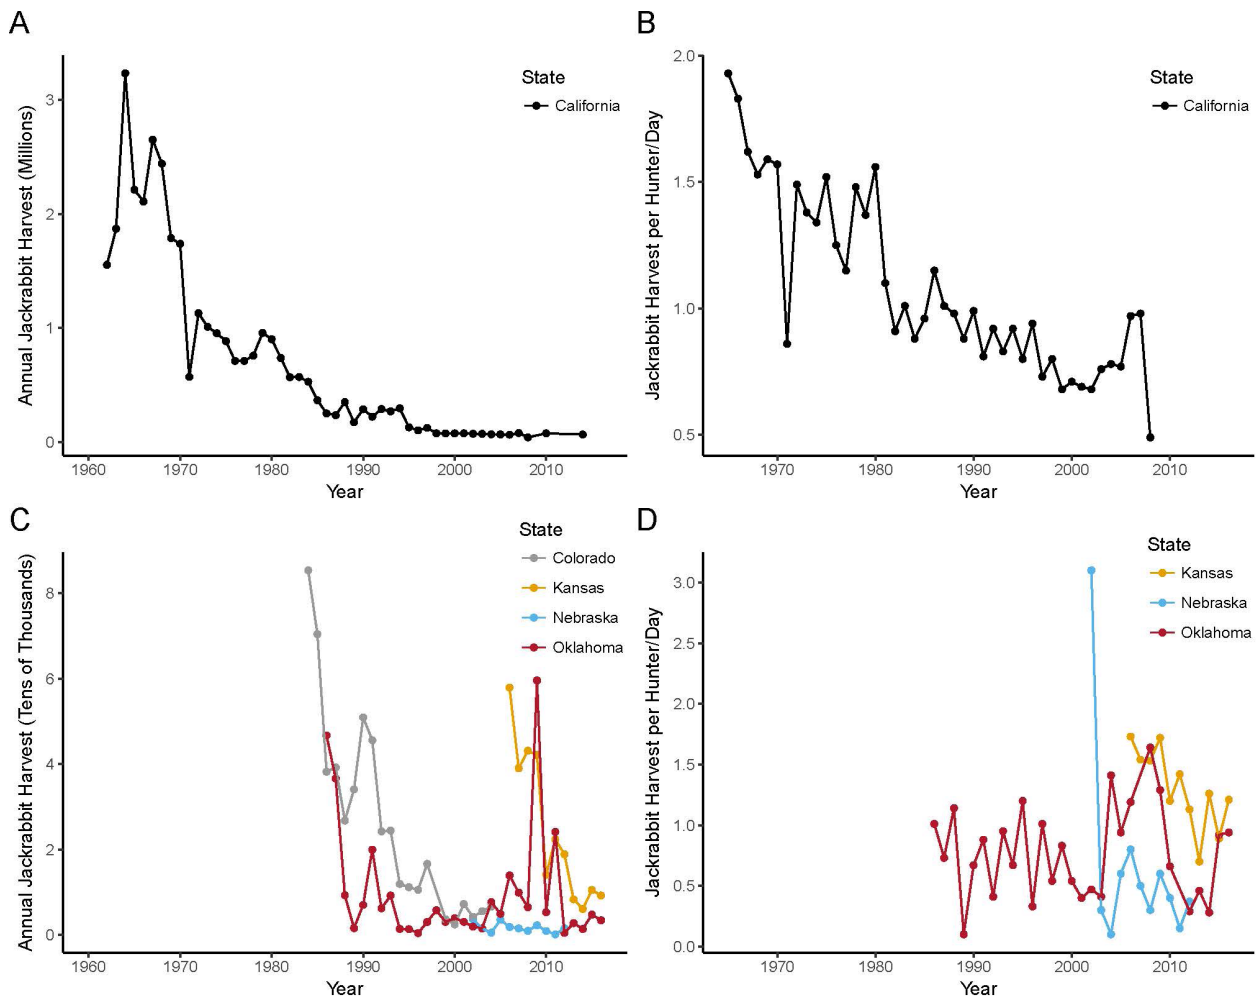 A
Annual Jackrabbit Harvest (Millions)
3
2
1
0
1960 1970 1980 1990 2000 2010
Year
State
California
B
Jackrabbit Harvest per Hunter/Day
2.0
1.5
1.0
0.5
1970 1980 1990 2000 2010
Year
State
California
C
Annual Jackrabbit Harvest (Tens of Thousands)
8
6
4
2
0
1960 1970 1980 1990 2000 2010
Year
State
Colorado
Kansas
Nebraska
Oklahoma
D
Jackrabbit Harvest per Hunter/Day
3.0
2.5
2.0
1.5
1.0
0.5
0.0
1970 1980 1990 2000 2010
Year
State
Kansas
Nebraska
Oklahoma